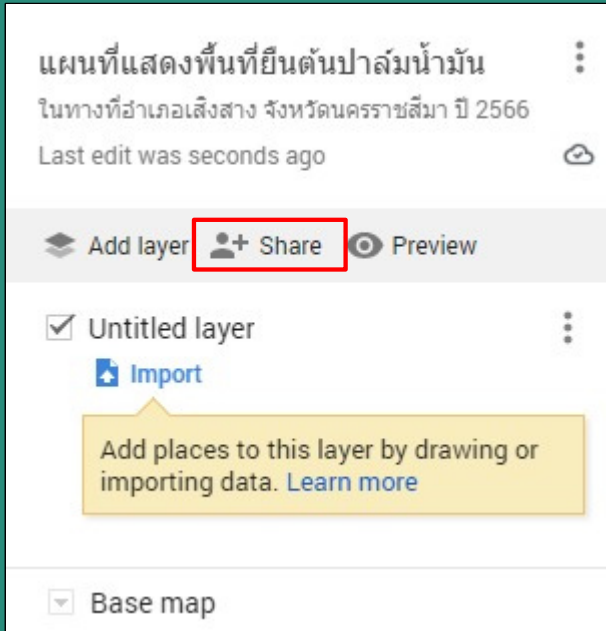 แผนที่แสดงพื้นที่ยืนต้นปาล์มน้ำมัน
ในทางที่อำเภอเสิงสาง จังหวัดนครราชสีมา ปี 2566
Last edit was seconds ago
Add layer Share Preview
Untitled layer
Import
Add places to this layer by drawing or
importing data. Learn more
Base map